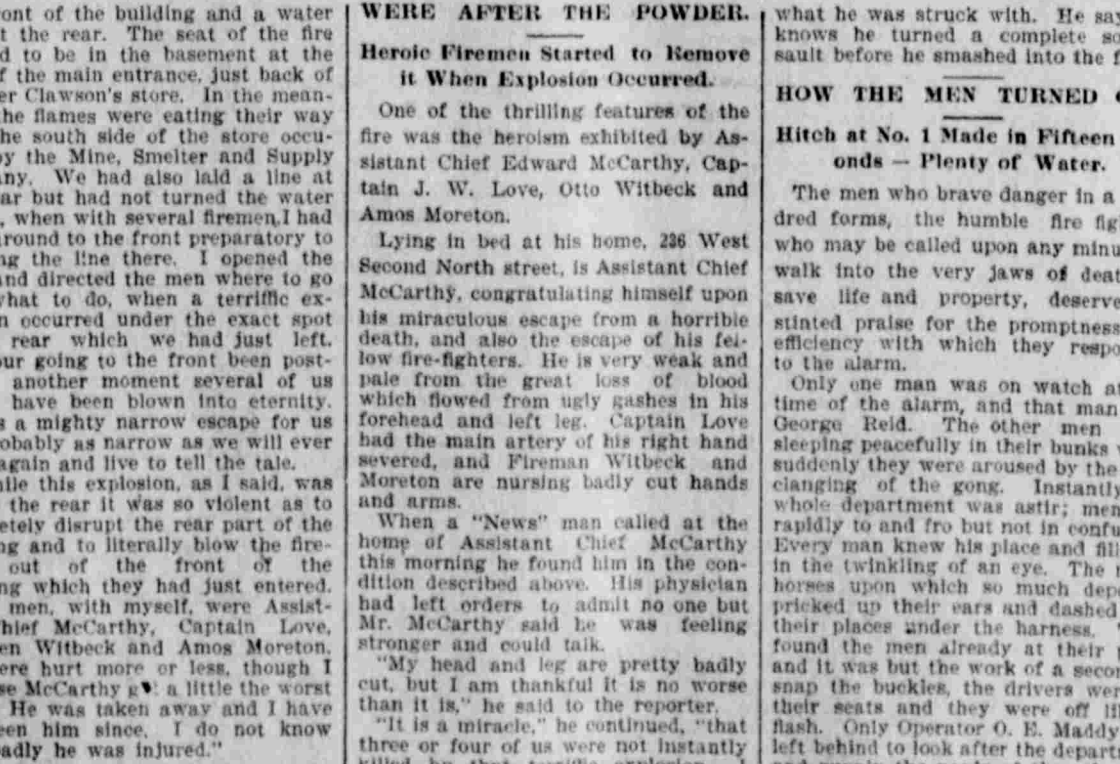 ont of the building and a water
t the rear. The seat of the fire
d to be in the basement at the
f the main entrance, just back of
er Clawson's store. In the mean-
he flames were eating their way
he south side of the store occu-
by the Mine, Smelter and Supply
any. We had also laid a line at
ar but had not turned the water
, when with several firemen,I had
around to the front preparatory to
ng the line there. I opened the
and directed the men where to go
what to do, when a terrific ex-
n occurred under the exact spot
rear which we had just left.
our going to the front been post-
another moment several of us
have been blown into eternity.
s a mighty narrow escape for us
robably as narrow as we will ever
again and live to tell the tale.
ile this explosion, as I said, was
the rear it was so violent as to
etely disrupt the rear part of the
ng and to literally blow the fire-
out of the front of the
ng which they had just entered.
men, with myself, were Assist-
hief McCarthy, Captain Love,
en Witbeck and Amos Moreton.
ere hurt more or less, though I
se McCarthy a little the worst
He was taken away and I have
een him since. I do not know
adly he was injured."
WERE AFTER THE POWDER.
Heroic Firemen Started to Remove
it When Explosion Occurred.
One of the thrilling features of the
fire was the heroism exhibited by As-
sistant Chief Edward McCarthy, Cap-
tain J. W. Love, Otto Witbeck and
Amos Moreton.
Lying in bed at his home, 236 West
Second North street, is Assistant Chief
McCarthy, congratulating himself upon
his miraculous escape from a horrible
death, and also the escape of his fel-
low fire-fighters. He is very weak and
pale from the great loss of blood
which flowed from ugly gashes in his
forehead and left leg. Captain Love
had the main artery of his right hand
severed, and Fireman Witbeck and
Moreton are nursing badly cut hands
and arms.
When a "News" man called at the
home of Assistant Chief McCarthy
this morning he found him in the con-
dition described above. His physician
had left orders to admit no one but
Mr. McCarthy said he was feeling
stronger and could talk.
"My head and leg are pretty badly
cut, but I am thankful it is no worse
than it is," he said to the reporter.
"It is a miracle," he continued, "that
three or four of us were not instantly
what he was struck with. He say
knows he turned a complete so
sault before he smashed into the f
HOW THE MEN TURNED
Hitch at No. 1 Made in Fifteen
onds — Plenty of Water.
The men who brave danger in a
dred forms, the humble fire fig
who may be called upon any minu
walk into the very jaws of deat
save life and property, deserve
stinted praise for the promptness
efficiency with which they respo
to the alarm.
Only one man was on watch a
time of the alarm, and that man
George Reid. The other men
sleeping peacefully in their bunks
suddenly they were aroused by the
clanging of the gong. Instantly
whole department was astir; men
rapidly to and fro but not in confu
Every man knew his place and fill
in the twinkling of an eye. The
horses upon which so much depe
pricked up their ears and dashed
their places under the harness.
found the men already at their
and it was but the work of a secon
snap the buckles, the drivers wer
their seats and they were off li
flash. Only Operator O. E. Maddy
left behind to look after the depart